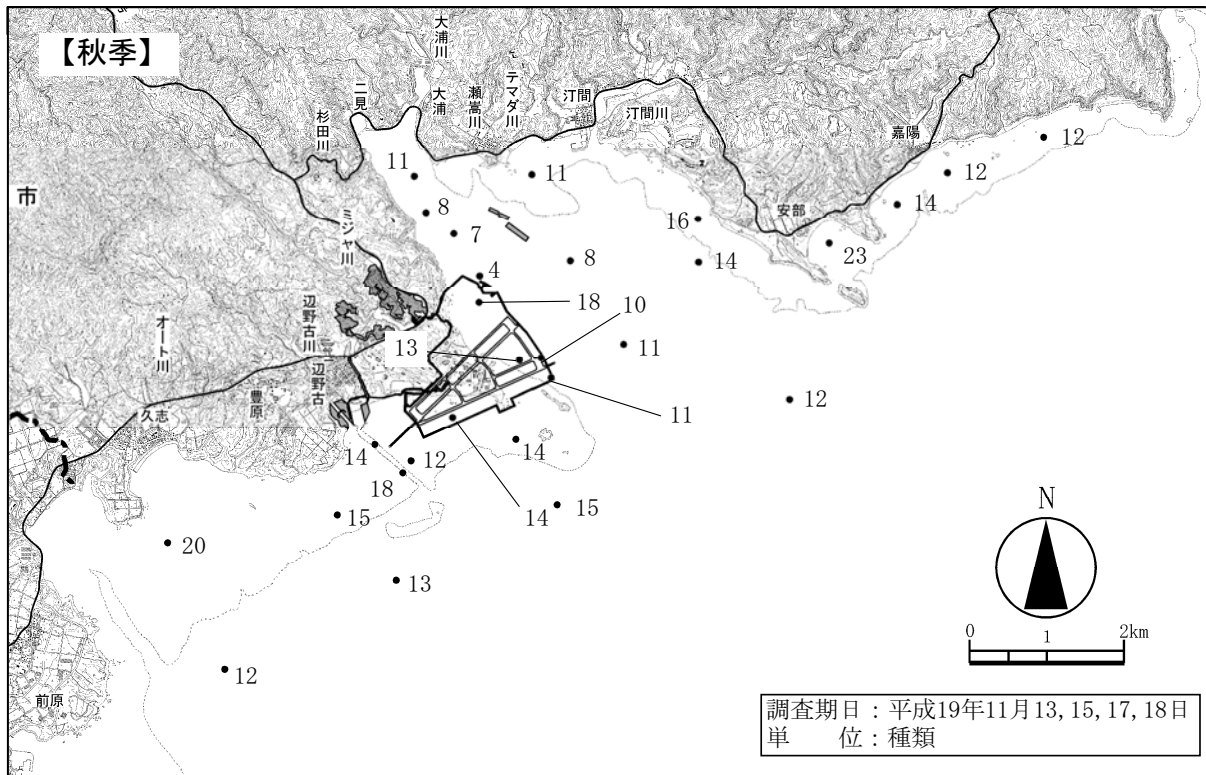 【秋季】
大浦川
二見
大浦
瀬嵩川
テマダ川
汀間
汀間川
嘉陽
杉田川
市
ミジャ川
安部
辺野古川
辺野古
オート川
豊原
久志
前原
12
12
14
23
11
11
8
7
16
14
8
4
18
10
13
11
12
11
14
12
18
14
14
15
15
20
13
12
N
0 1 2km
調査期日：平成19年11月13,15,17,18日
単　　位：種類